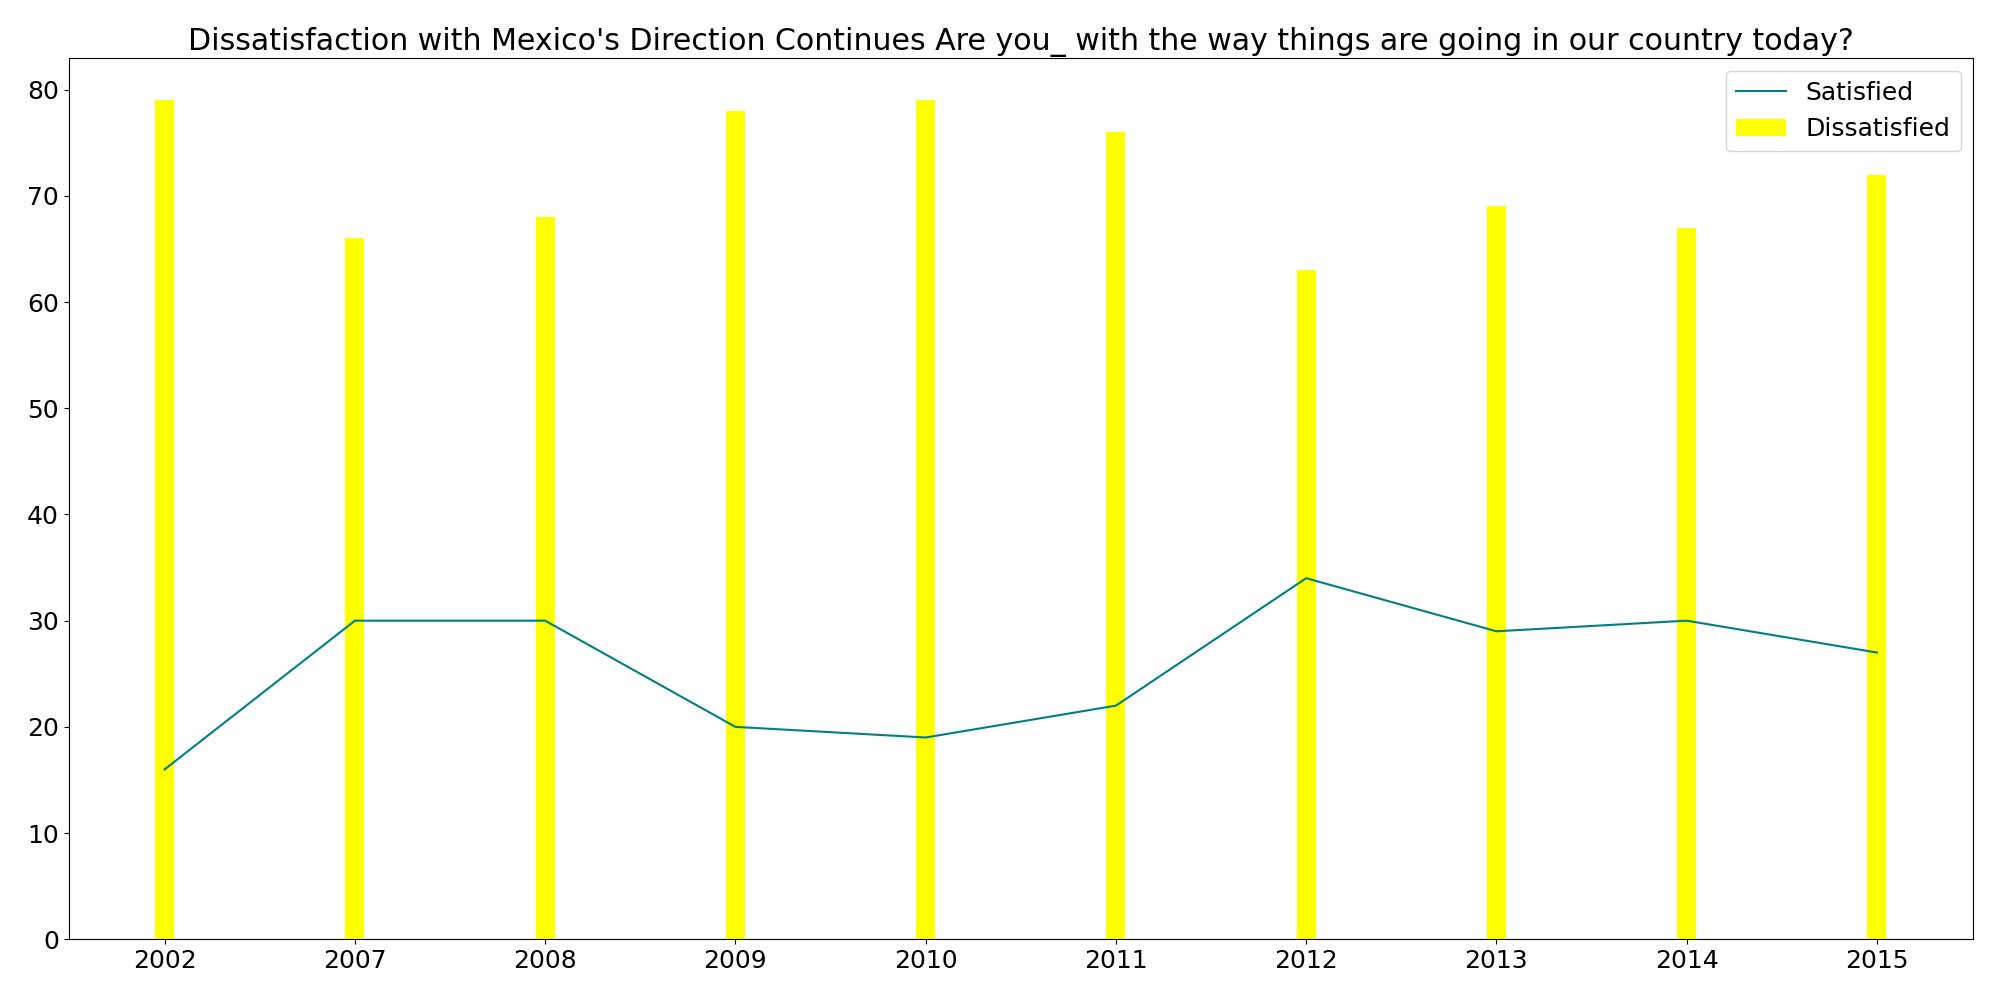 Dissatisfaction with Mexico's Direction Continues Are you_ with the way things are going in our country today?
Satisfied
Dissatisfied
80
70
60
50
40
30
20
10
0
2002 2007 2008 2009 2010 2011 2012 2013 2014 2015